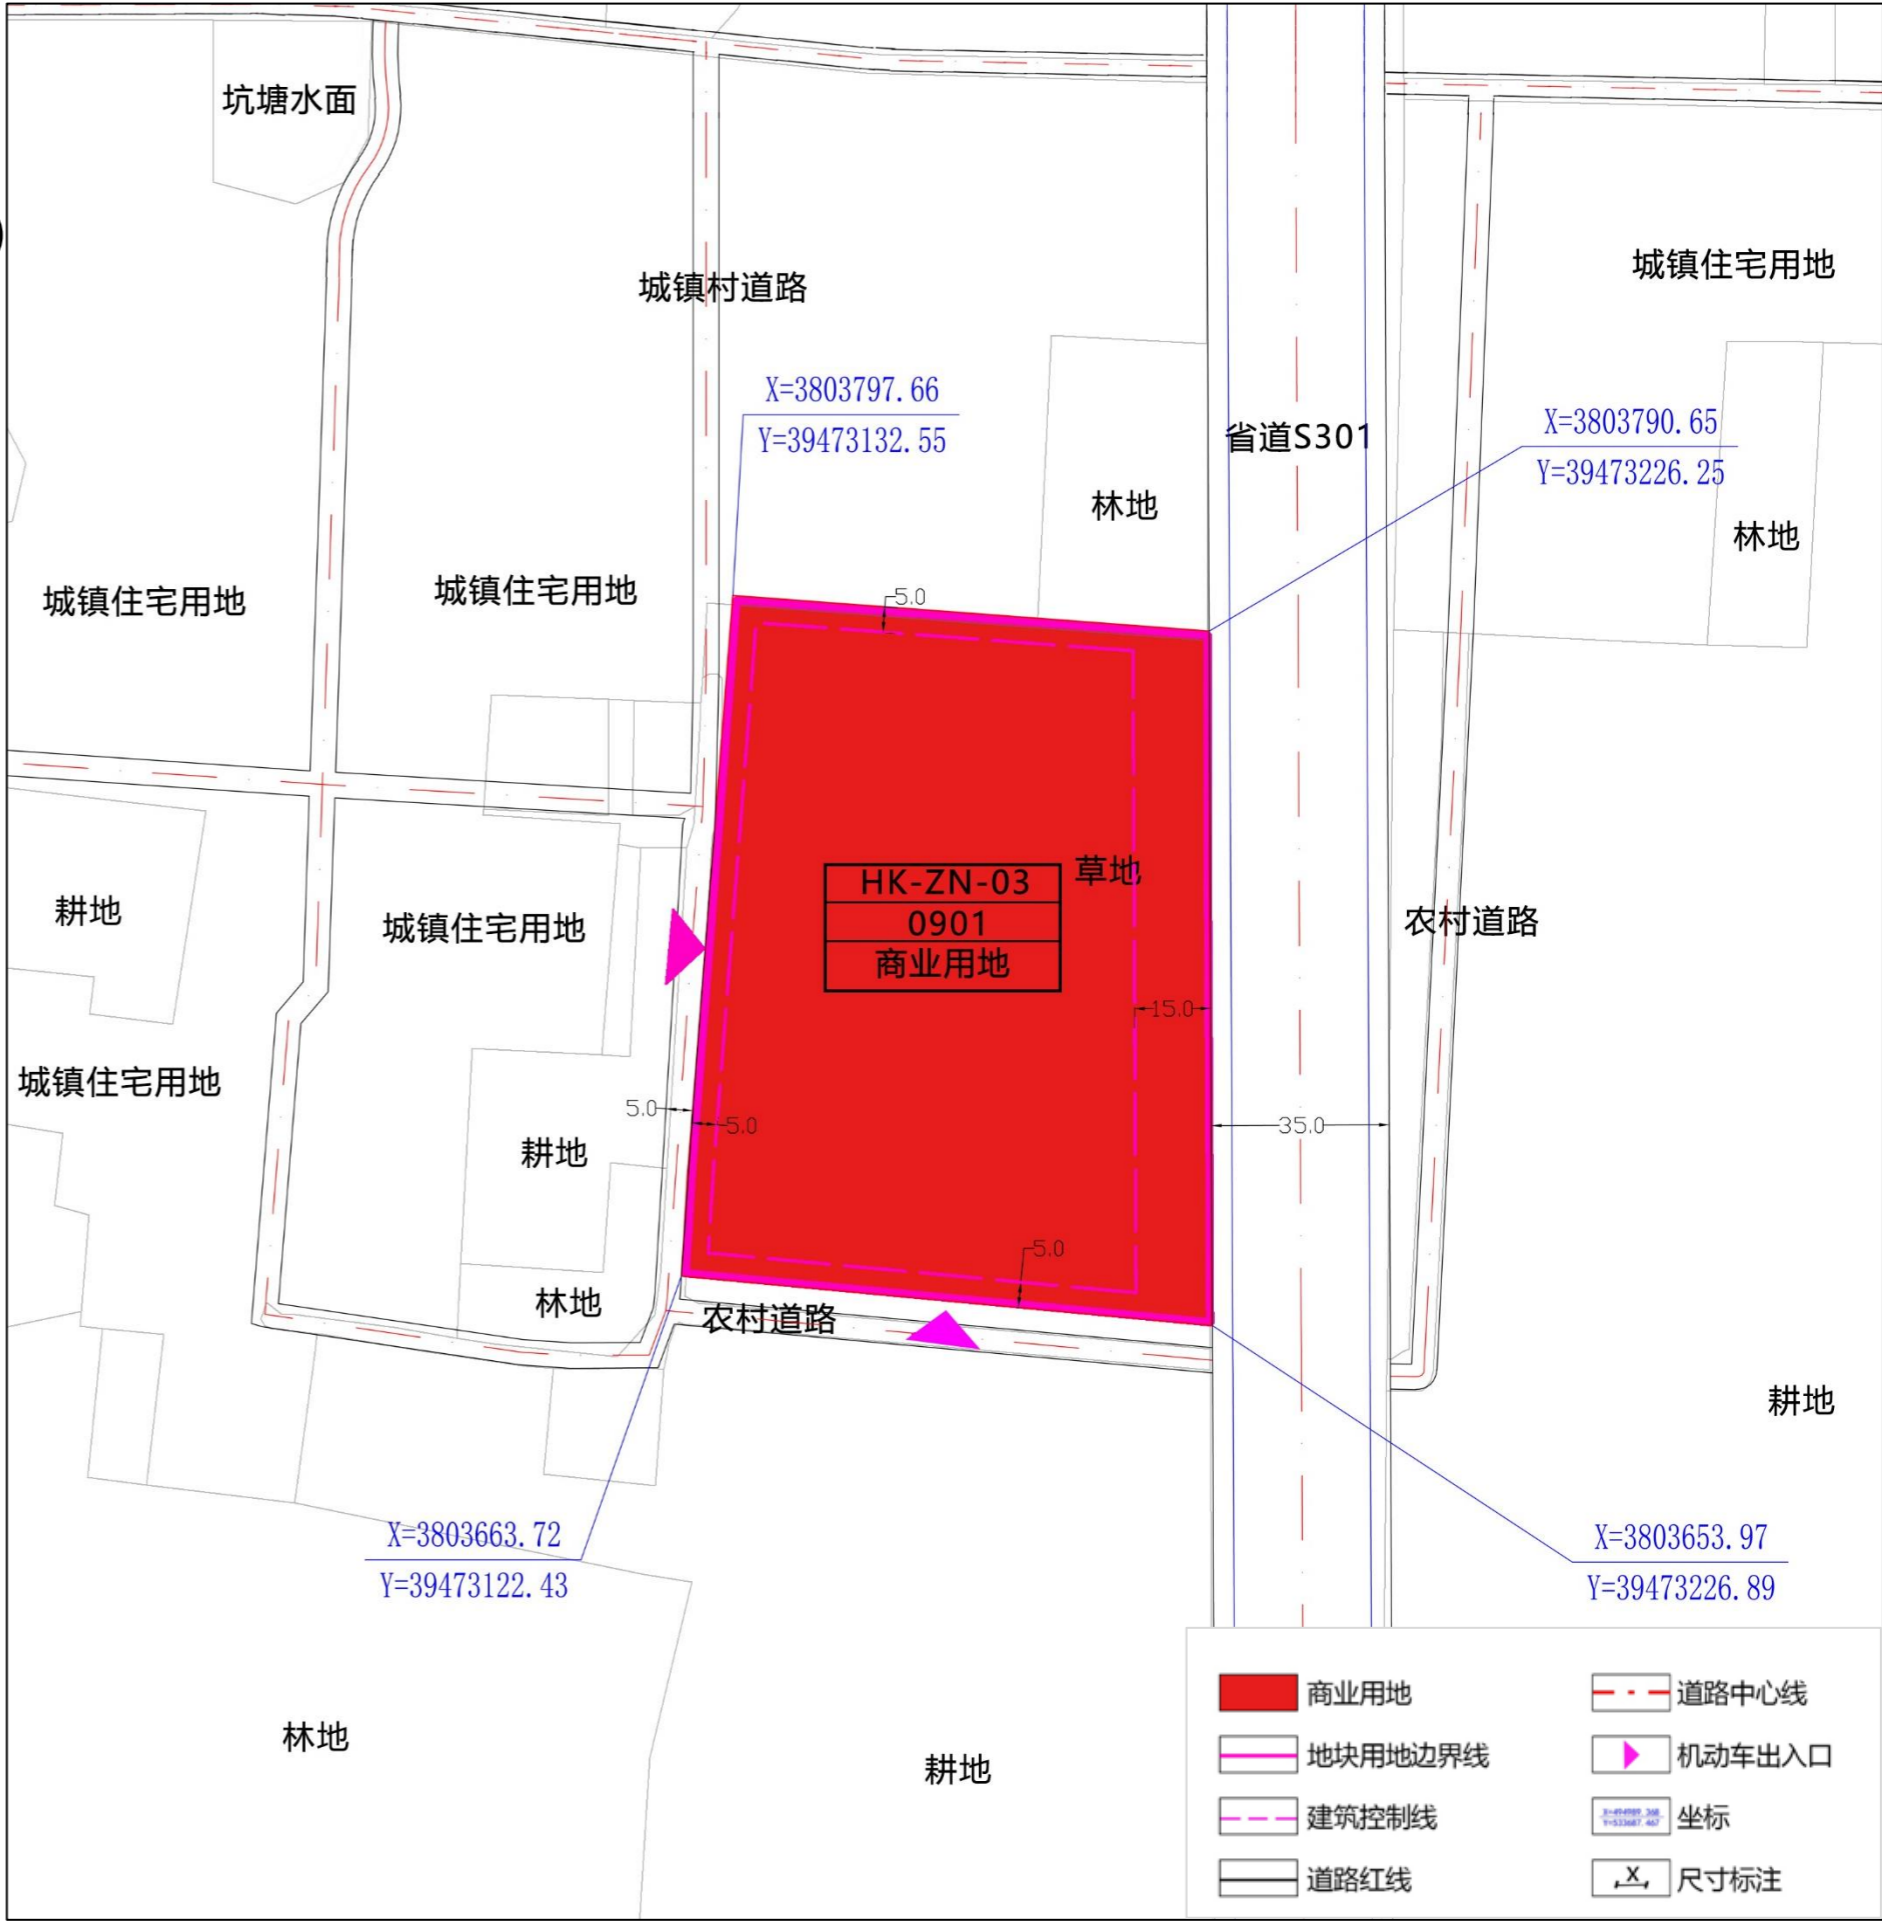 坑塘水面
城镇村道路
城镇住宅用地
X=3803797.66
Y=39473132.55
省道S301
X=3803790.65
Y=39473226.25
林地
林地
城镇住宅用地
城镇住宅用地
5.0
HK-ZN-03
0901
商业用地
草地
耕地
城镇住宅用地
农村道路
15.0
城镇住宅用地
5.0
5.0
35.0
耕地
5.0
林地
农村道路
耕地
X=3803663.72
Y=39473122.43
X=3803653.97
Y=39473226.89
林地
耕地
商业用地
道路中心线
地块用地边界线
机动车出入口
建筑控制线
坐标
道路红线
X
尺寸标注